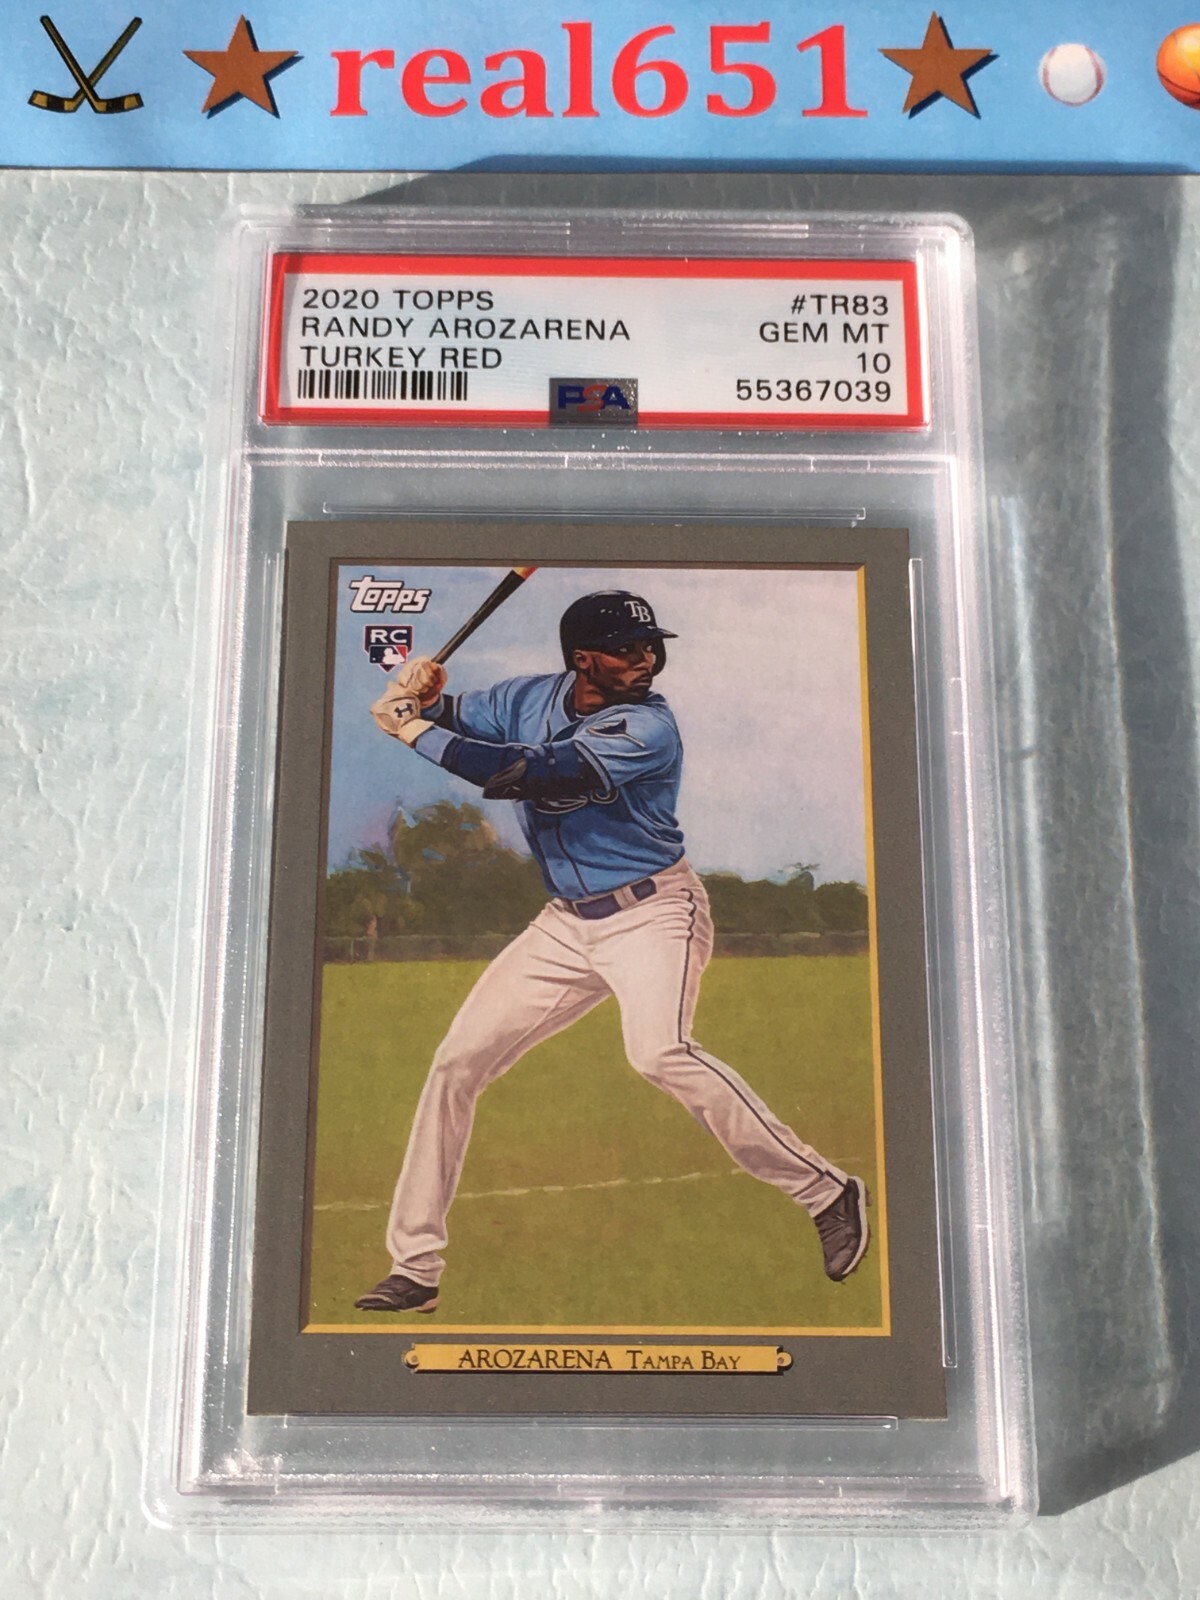 real651
2020 TOPPS #TR83
RANDY AROZARENA GEM MT
TURKEY RED 10
PSA 55367039
Topps
RC
TB
AROZARENA TAMPA BAY